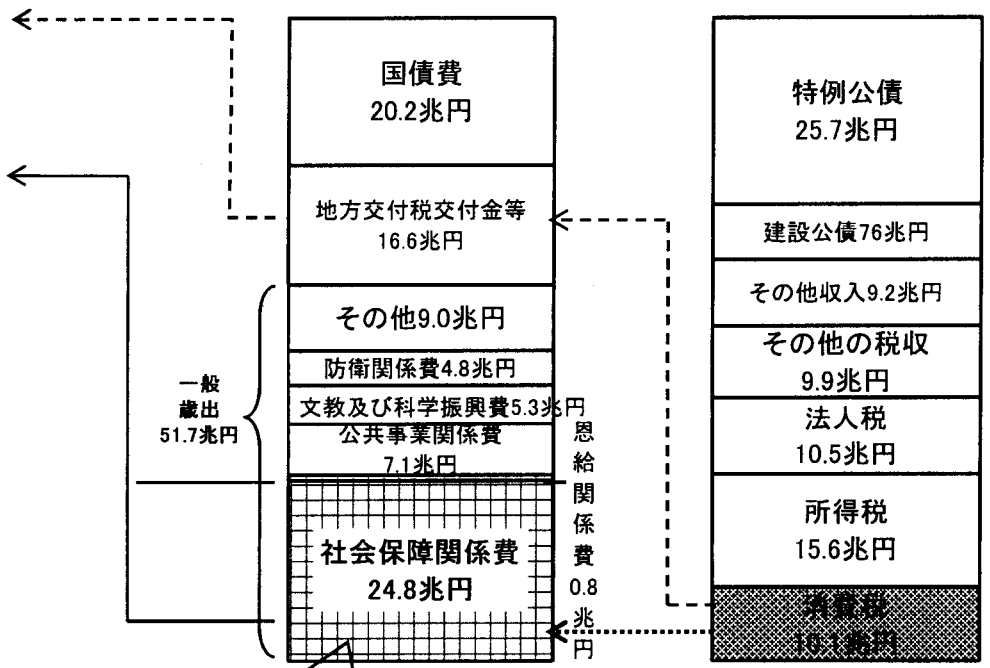 国債費
20.2兆円
地方交付税交付金等
16.6兆円
その他9.0兆円
防衛関係費4.8兆円
文教及び科学振興費5.3兆円
公共事業関係費
7.1兆円
社会保障関係費
24.8兆円
一般
歳出
51.7兆円
恩給関係費0.8兆円
特例公債
25.7兆円
建設公債76兆円
その他収入9.2兆円
その他の税収
9.9兆円
法人税
10.5兆円
所得税
15.6兆円
消費税
10.1兆円